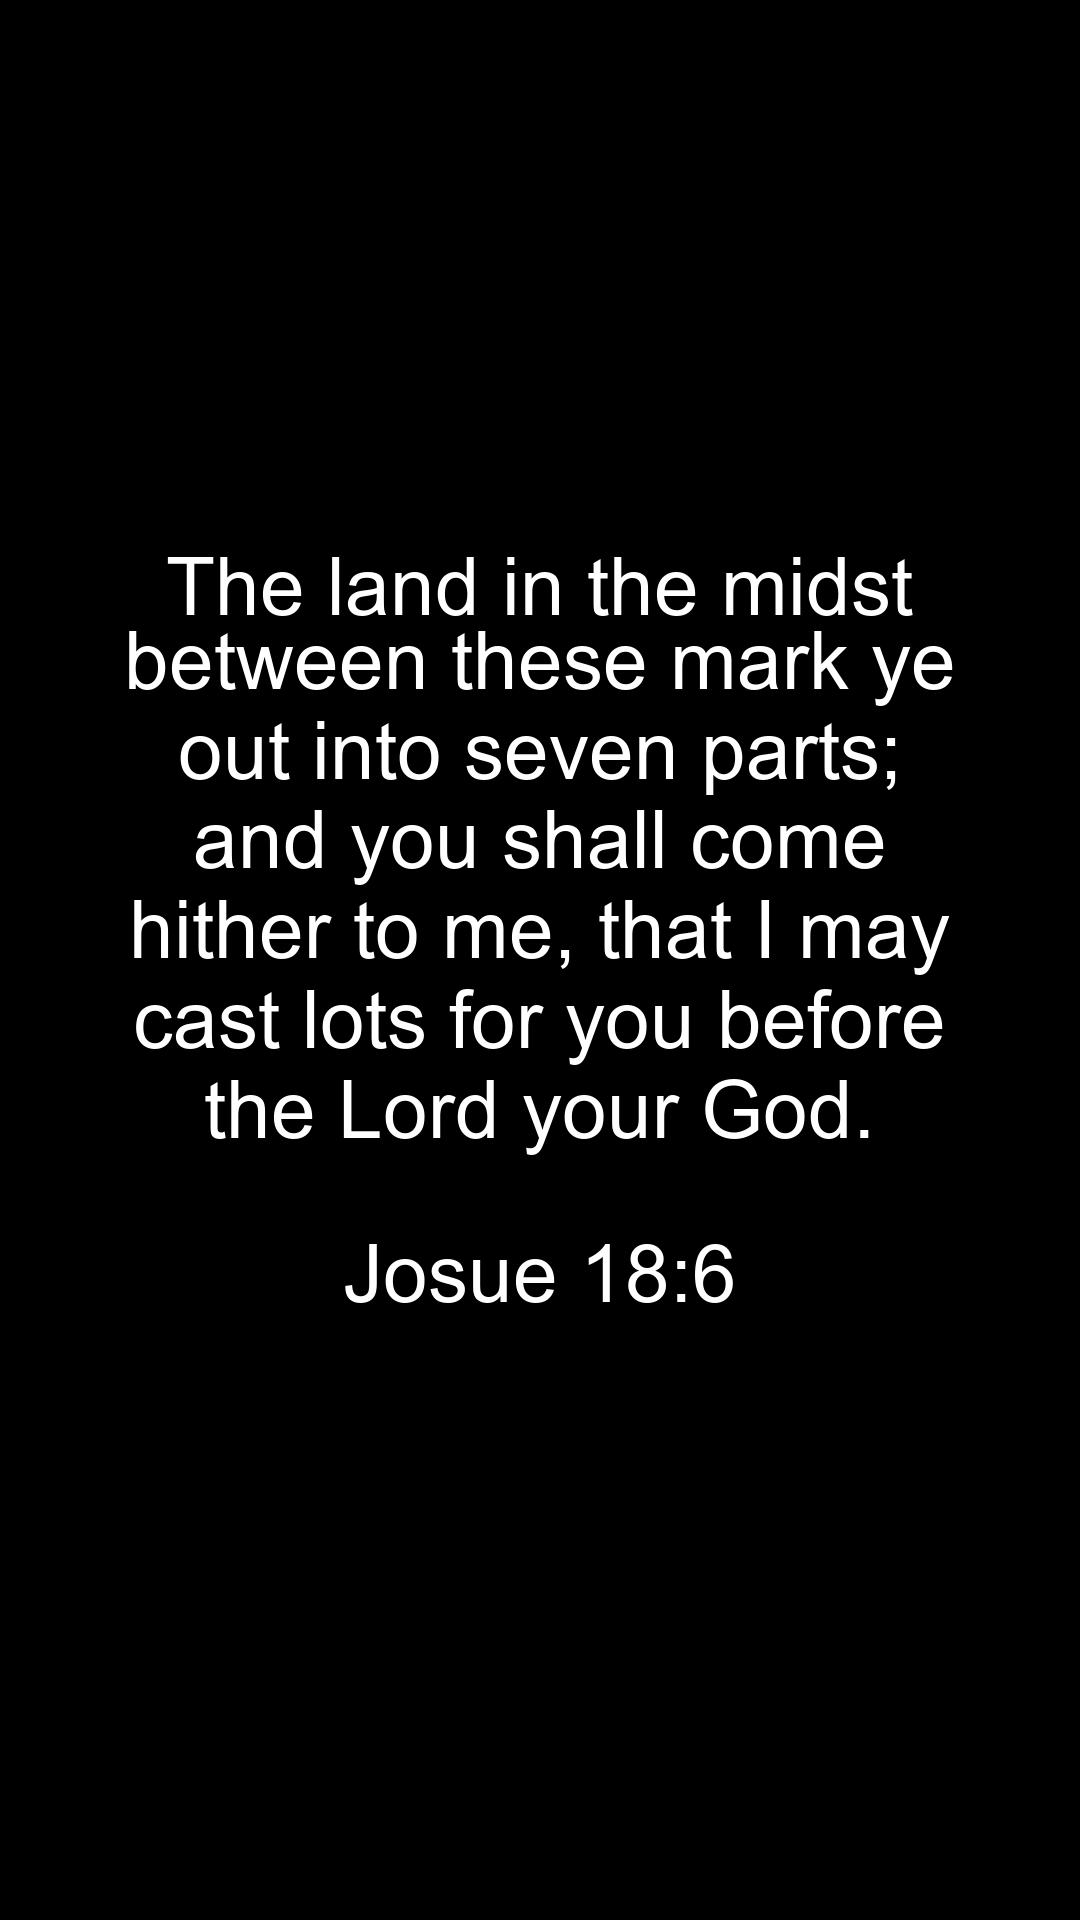 The land in the midst
between these mark ye
out into seven parts;
and you shall come
hither to me, that I may
cast lots for you before
the Lord your God.
Josue 18:6